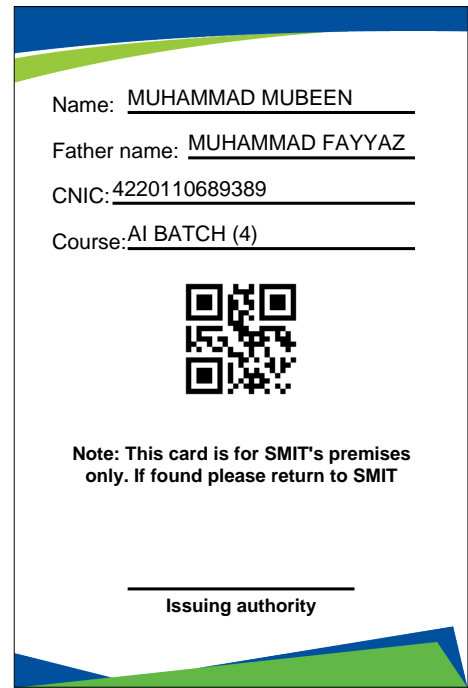 Name: MUHAMMAD MUBEEN
Father name: MUHAMMAD FAYYAZ
CNIC: 4220110689389
Course: AI BATCH (4)
Note: This card is for SMIT's premises
only. If found please return to SMIT
Issuing authority